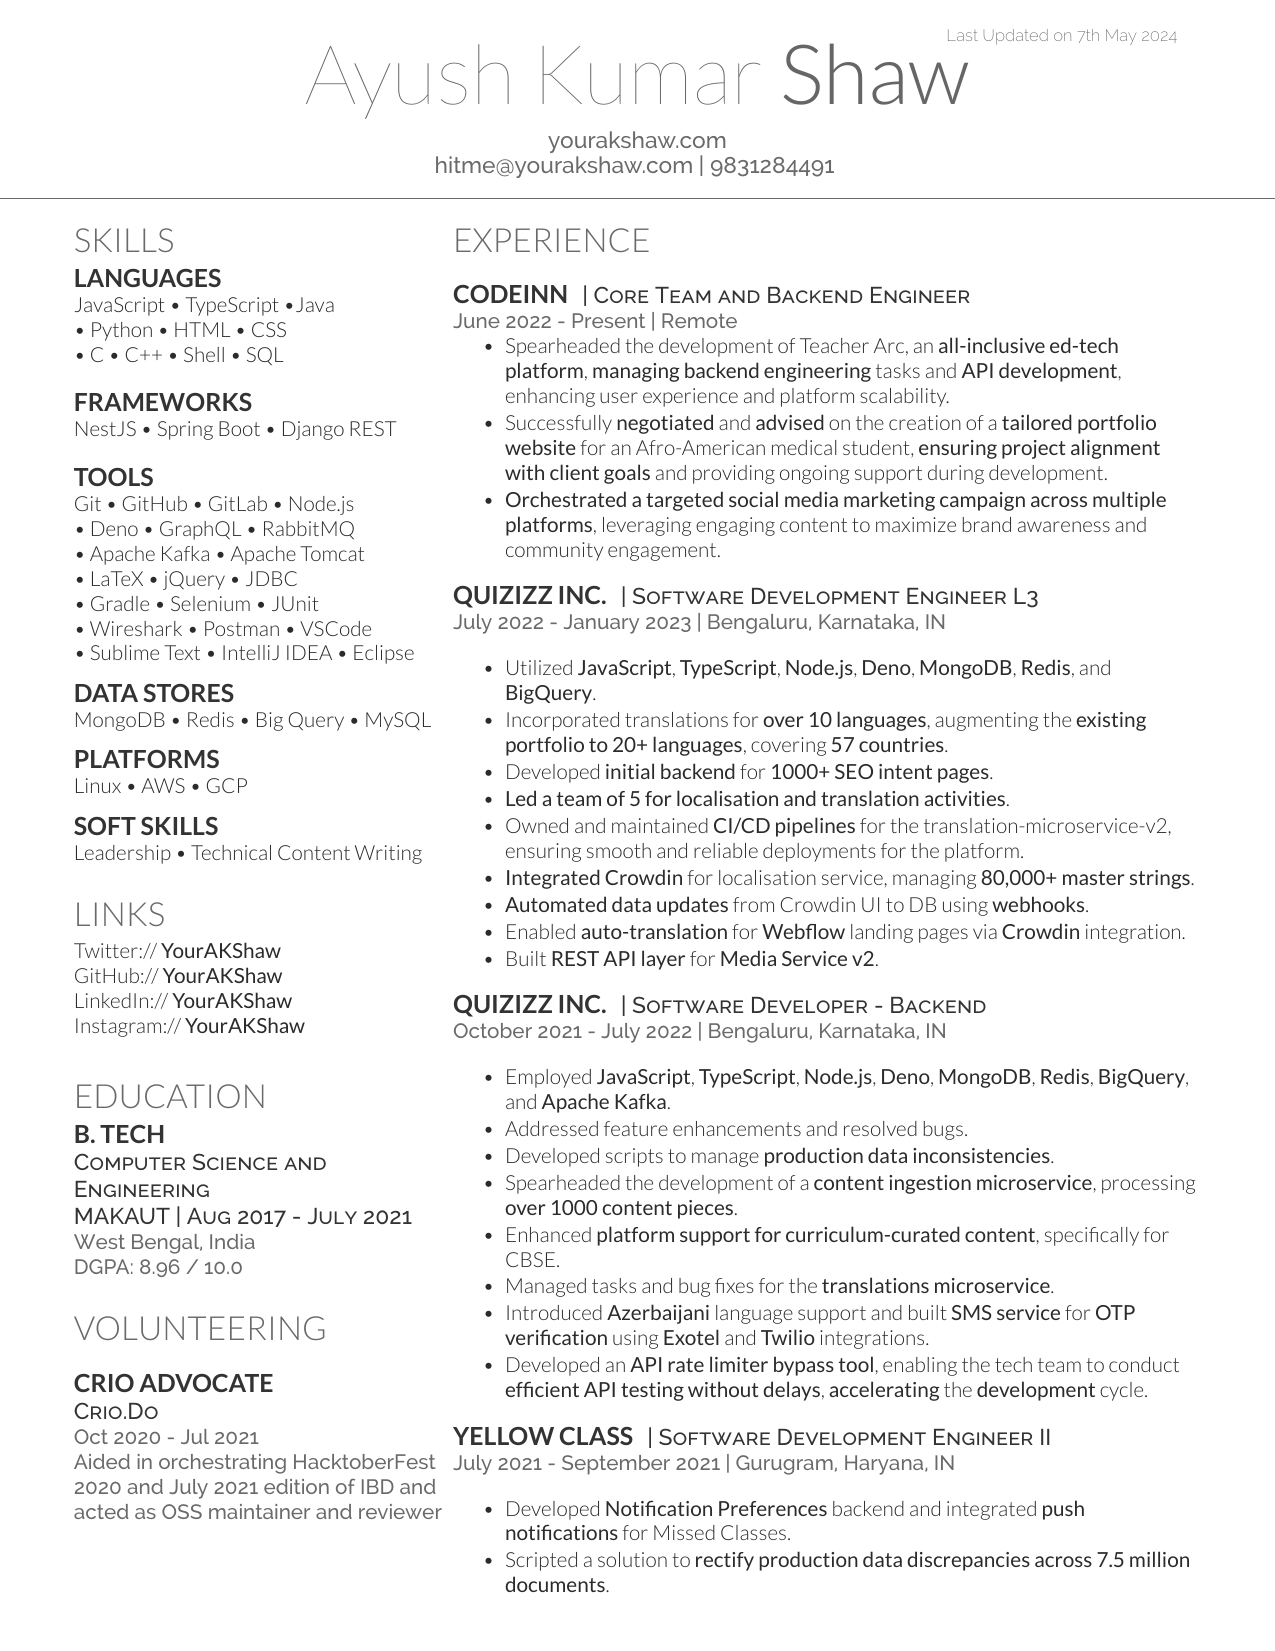 Last Updated on 7th May 2024
Ayush Kumar Shaw
yourakshaw.com
hitme@yourakshaw.com | 9831284491
SKILLS
LANGUAGES
JavaScript • TypeScript •Java
• Python • HTML • CSS
• C • C++ • Shell • SQL
FRAMEWORKS
NestJS • Spring Boot • Django REST
TOOLS
Git • GitHub • GitLab • Node.js
• Deno • GraphQL • RabbitMQ
• Apache Kafka • Apache Tomcat
• LaTeX • jQuery • JDBC
• Gradle • Selenium • JUnit
• Wireshark • Postman • VSCode
• Sublime Text • IntelliJ IDEA • Eclipse
DATA STORES
MongoDB • Redis • Big Query • MySQL
PLATFORMS
Linux • AWS • GCP
SOFT SKILLS
Leadership • Technical Content Writing
LINKS
Twitter:// YourAKShaw
GitHub:// YourAKShaw
LinkedIn:// YourAKShaw
Instagram:// YourAKShaw
EDUCATION
B. TECH
Computer Science and
Engineering
MAKAUT | Aug 2017 - July 2021
West Bengal, India
DGPA: 8.96 / 10.0
VOLUNTEERING
CRIO ADVOCATE
Crio.Do
Oct 2020 - Jul 2021
Aided in orchestrating HacktoberFest
2020 and July 2021 edition of IBD and
acted as OSS maintainer and reviewer
EXPERIENCE
CODEINN | Core Team and Backend Engineer
June 2022 - Present | Remote
• Spearheaded the development of Teacher Arc, an all-inclusive ed-tech
platform, managing backend engineering tasks and API development,
enhancing user experience and platform scalability.
• Successfully negotiated and advised on the creation of a tailored portfolio
website for an Afro-American medical student, ensuring project alignment
with client goals and providing ongoing support during development.
• Orchestrated a targeted social media marketing campaign across multiple
platforms, leveraging engaging content to maximize brand awareness and
community engagement.
QUIZIZZ INC. | Software Development Engineer L3
July 2022 - January 2023 | Bengaluru, Karnataka, IN
• Utilized JavaScript, TypeScript, Node.js, Deno, MongoDB, Redis, and
BigQuery.
• Incorporated translations for over 10 languages, augmenting the existing
portfolio to 20+ languages, covering 57 countries.
• Developed initial backend for 1000+ SEO intent pages.
• Led a team of 5 for localisation and translation activities.
• Owned and maintained CI/CD pipelines for the translation-microservice-v2,
ensuring smooth and reliable deployments for the platform.
• Integrated Crowdin for localisation service, managing 80,000+ master strings.
• Automated data updates from Crowdin UI to DB using webhooks.
• Enabled auto-translation for Webflow landing pages via Crowdin integration.
• Built REST API layer for Media Service v2.
QUIZIZZ INC. | Software Developer - Backend
October 2021 - July 2022 | Bengaluru, Karnataka, IN
• Employed JavaScript, TypeScript, Node.js, Deno, MongoDB, Redis, BigQuery,
and Apache Kafka.
• Addressed feature enhancements and resolved bugs.
• Developed scripts to manage production data inconsistencies.
• Spearheaded the development of a content ingestion microservice, processing
over 1000 content pieces.
• Enhanced platform support for curriculum-curated content, specifically for
CBSE.
• Managed tasks and bug fixes for the translations microservice.
• Introduced Azerbaijani language support and built SMS service for OTP
verification using Exotel and Twilio integrations.
• Developed an API rate limiter bypass tool, enabling the tech team to conduct
efficient API testing without delays, accelerating the development cycle.
YELLOW CLASS | Software Development Engineer II
July 2021 - September 2021 | Gurugram, Haryana, IN
• Developed Notification Preferences backend and integrated push
notifications for Missed Classes.
• Scripted a solution to rectify production data discrepancies across 7.5 million
documents.